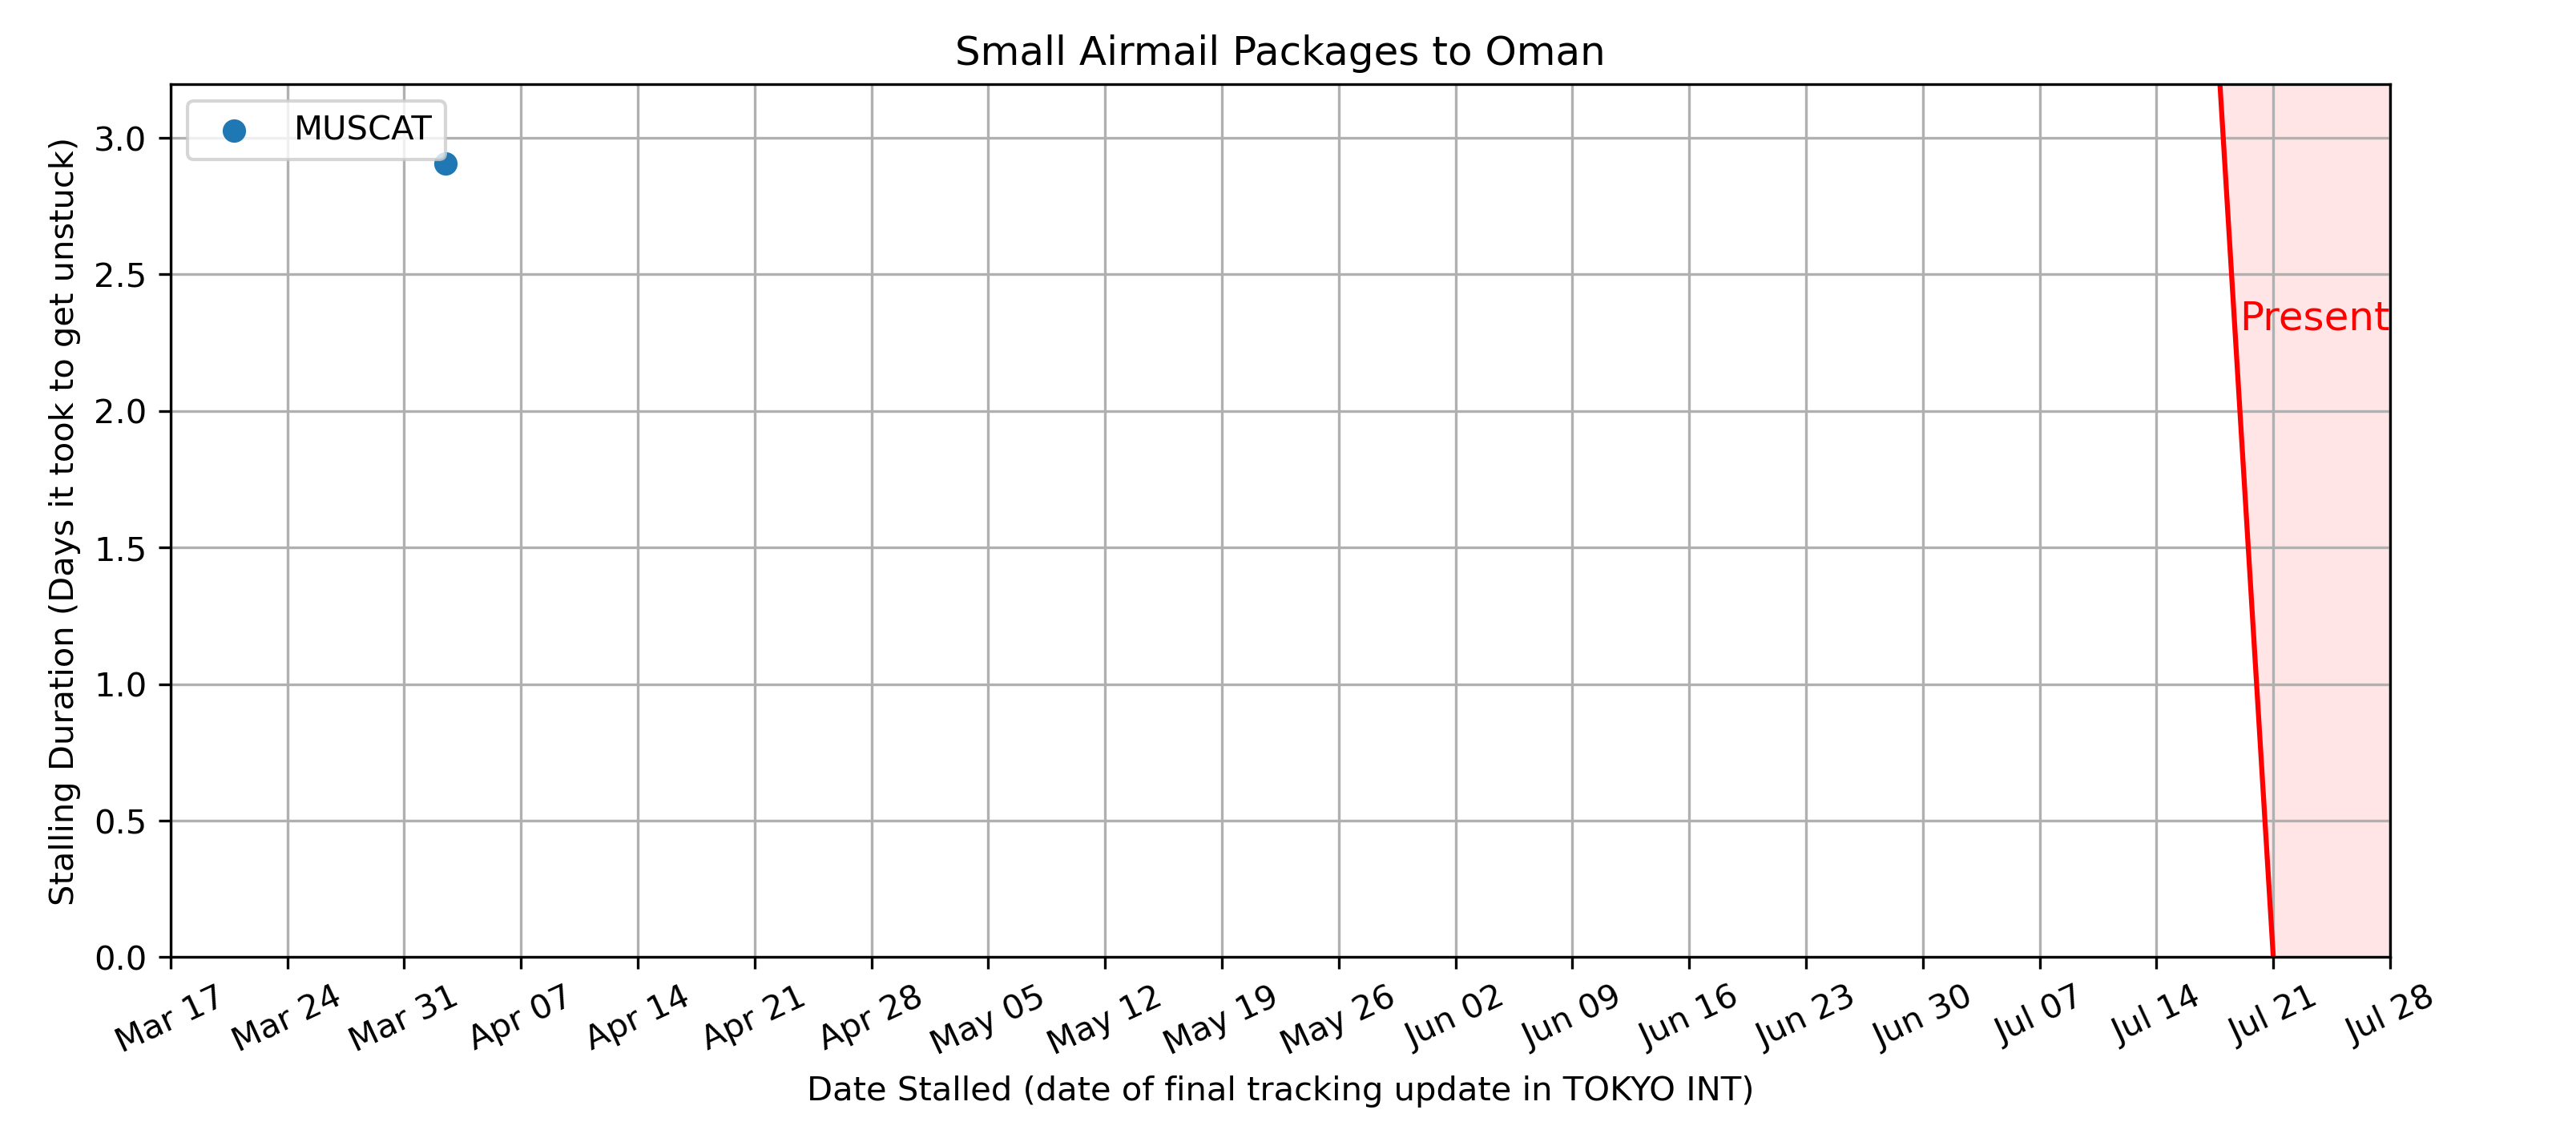 Small Airmail Packages to Oman
MUSCAT
Present
Stalling Duration (Days it took to get unstuck)
3.0
2.5
2.0
1.5
1.0
0.5
0.0
Mar 17 Mar 24 Mar 31 Apr 07 Apr 14 Apr 21 Apr 28 May 05 May 12 May 19 May 26 Jun 02 Jun 09 Jun 16 Jun 23 Jun 30 Jul 07 Jul 14 Jul 21 Jul 28
Date Stalled (date of final tracking update in TOKYO INT)